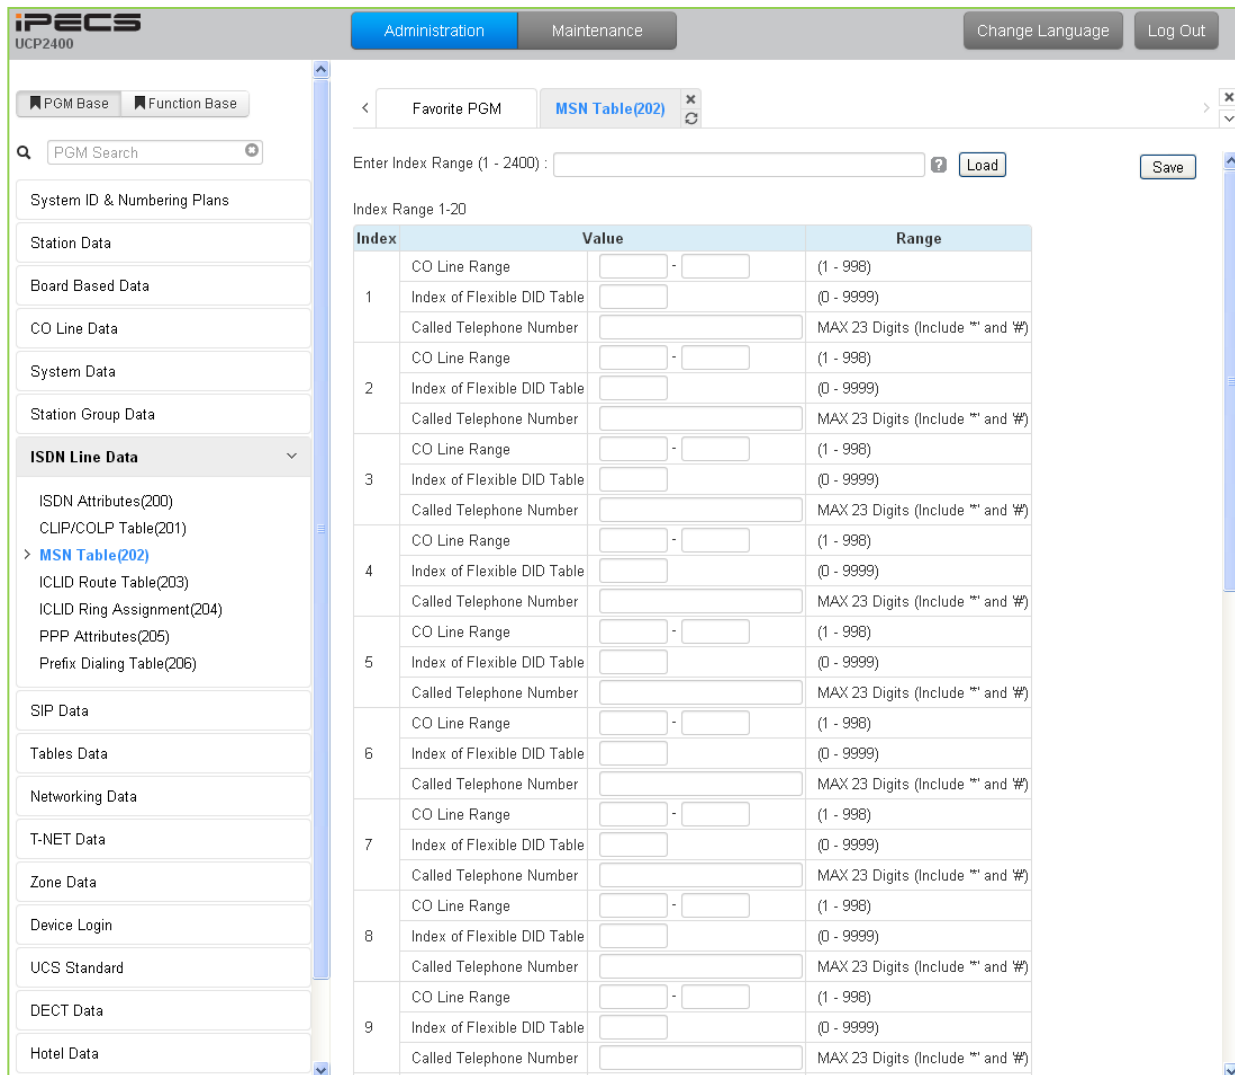 iPECS
UCP2400
Administration
Maintenance
Change Language
Log Out
PGM Base
Function Base
PGM Search
System ID & Numbering Plans
Station Data
Board Based Data
CO Line Data
System Data
Station Group Data
ISDN Line Data
ISDN Attributes(200)
CLIP/COLP Table(201)
> MSN Table(202)
ICLID Route Table(203)
ICLID Ring Assignment(204)
PPP Attributes(205)
Prefix Dialing Table(206)
SIP Data
Tables Data
Networking Data
T-NET Data
Zone Data
Device Login
UCS Standard
DECT Data
Hotel Data
Favorite PGM
MSN Table(202)
Enter Index Range (1 - 2400) :
Load
Save
Index Range 1-20
Index Value Range
CO Line Range - (1 - 998)
1 Index of Flexible DID Table (0 - 9999)
Called Telephone Number MAX 23 Digits (Include '*' and '#')
CO Line Range - (1 - 998)
2 Index of Flexible DID Table (0 - 9999)
Called Telephone Number MAX 23 Digits (Include '*' and '#')
CO Line Range - (1 - 998)
3 Index of Flexible DID Table (0 - 9999)
Called Telephone Number MAX 23 Digits (Include '*' and '#')
CO Line Range - (1 - 998)
4 Index of Flexible DID Table (0 - 9999)
Called Telephone Number MAX 23 Digits (Include '*' and '#')
CO Line Range - (1 - 998)
5 Index of Flexible DID Table (0 - 9999)
Called Telephone Number MAX 23 Digits (Include '*' and '#')
CO Line Range - (1 - 998)
6 Index of Flexible DID Table (0 - 9999)
Called Telephone Number MAX 23 Digits (Include '*' and '#')
CO Line Range - (1 - 998)
7 Index of Flexible DID Table (0 - 9999)
Called Telephone Number MAX 23 Digits (Include '*' and '#')
CO Line Range - (1 - 998)
8 Index of Flexible DID Table (0 - 9999)
Called Telephone Number MAX 23 Digits (Include '*' and '#')
CO Line Range - (1 - 998)
9 Index of Flexible DID Table (0 - 9999)
Called Telephone Number MAX 23 Digits (Include '*' and '#')